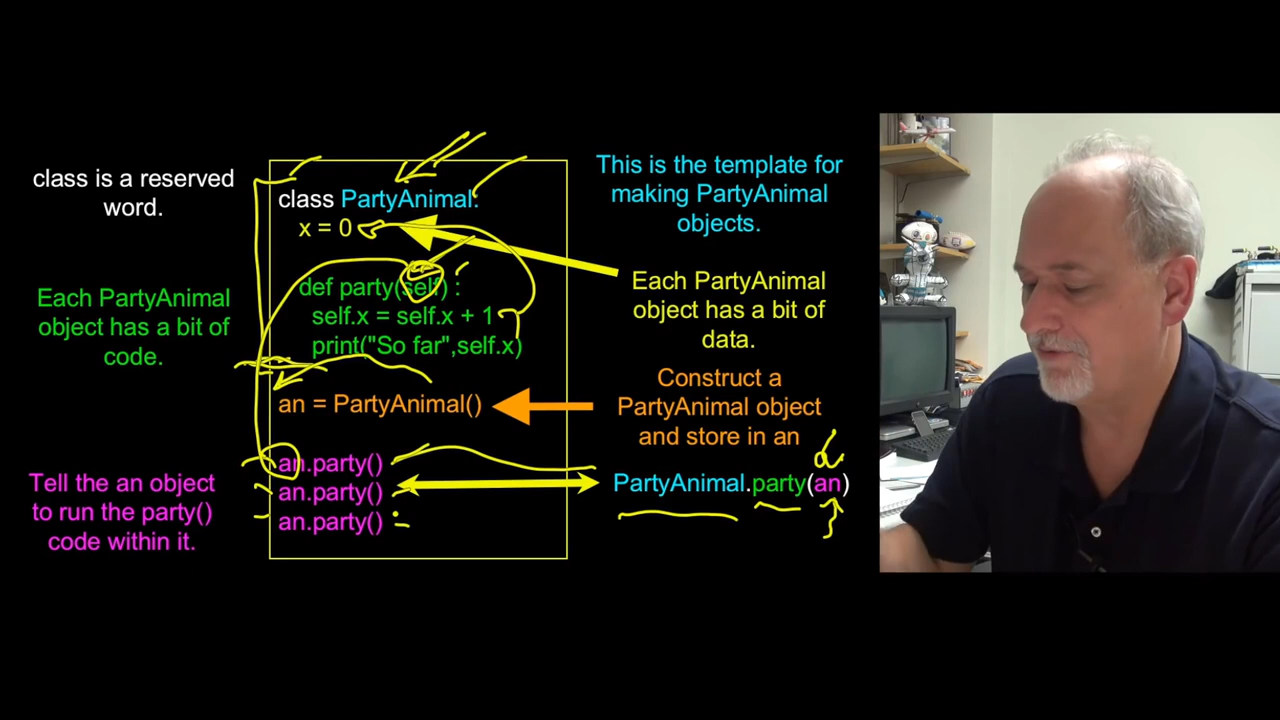 class is a reserved
word.
Each PartyAnimal
object has a bit of
code.
Tell the an object
to run the party()
code within it.
class PartyAnimal:
x = 0
def party(self) :
self.x = self.x + 1
print("So far",self.x)
an = PartyAnimal()
an.party()
an.party()
an.party()
This is the template for
making PartyAnimal
objects.
Each PartyAnimal
object has a bit of
data.
Construct a
PartyAnimal object
and store in an
PartyAnimal.party(an)